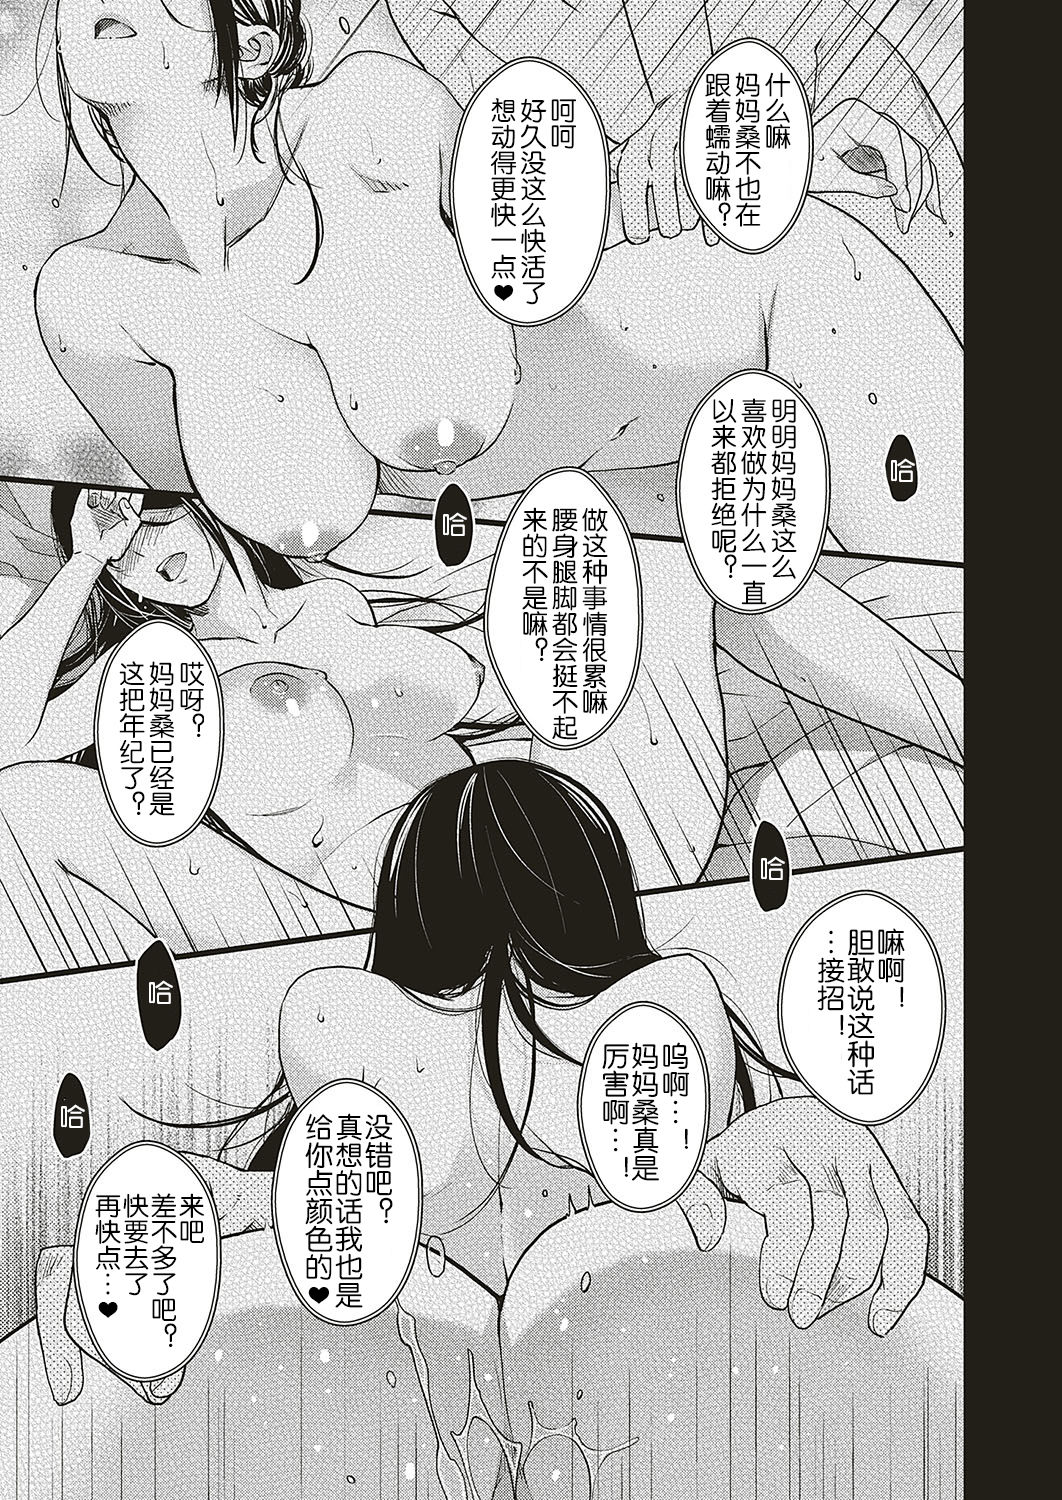 什么嘛
妈妈桑不也在
跟着蠕动嘛？
呵呵
好久没这么快活了
想动得更快一点♥
明明妈妈桑这么
喜欢做为什么一直
以来都拒绝呢？
哈
哈
做这种事情很累嘛
腰身腿脚都会挺不起
来的不是嘛？
哎呀？
妈妈桑已经是
这把年纪了？
哈
嘛啊！
胆敢说这种话
…接招！
呜啊…！
妈妈桑真是
厉害啊…！
哈
没错吧？
真想的话我也是
给你点颜色的♥
哈
来吧
差不多了吧？
快要去了
再快点…♥